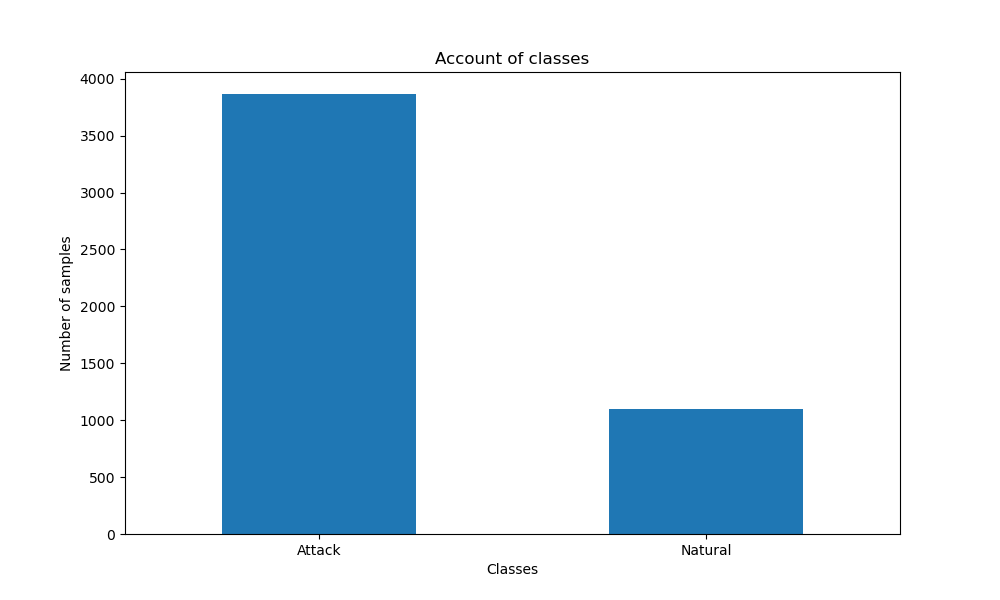 Account of classes
4000
3500
3000
2500
2000
1500
1000
500
0
Number of samples
Attack
Natural
Classes